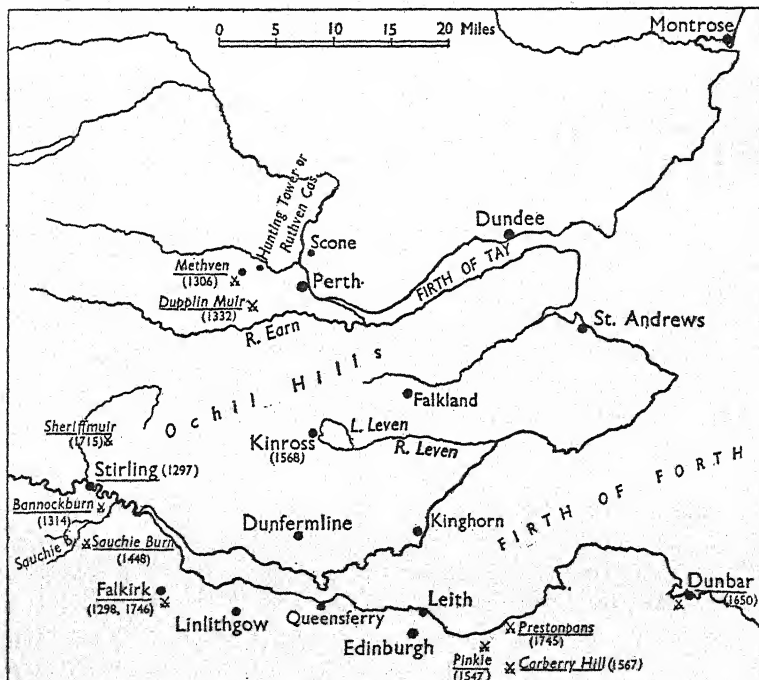 Montrose
0 5 10 15 20 Miles
Hunting Tower or
Ruthven Cas.
Scone
Dundee
Methven
(1306)
Perth
FIRTH OF TAY
Dupplin Muir
(1332)
R. Earn
St. Andrews
Ochil Hills
Falkland
Sheriffmuir
(1715)
L. Leven
Kinross
(1568)
R. Leven
Stirling (1297)
FIRTH OF FORTH
Bannockburn
(1314)
Sauchie B.
Sauchie Burn
(1448)
Dunfermline
Kinghorn
Falkirk
(1298, 1746)
Linlithgow
Queensferry
Leith
Edinburgh
Dunbar
(1650)
Prestonpans
(1745)
Pinkie
(1547)
Carberry Hill (1567)